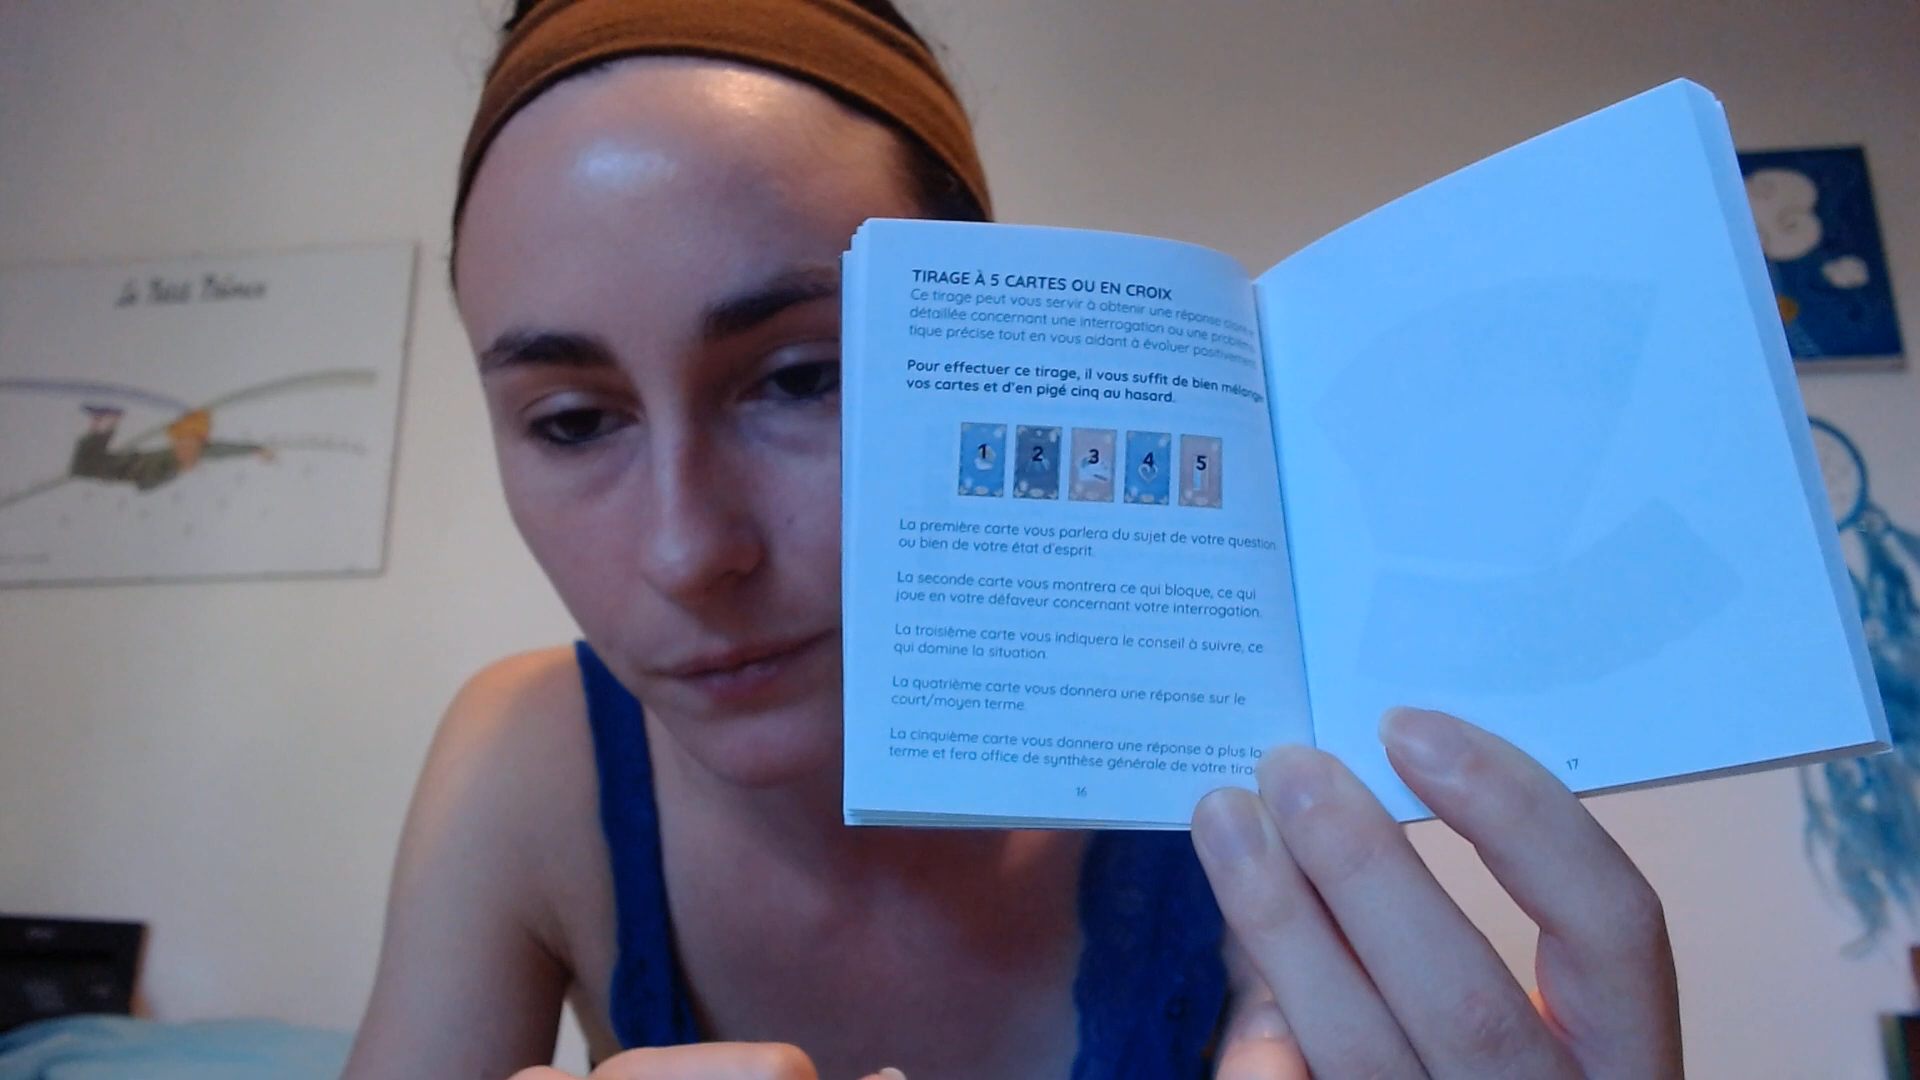 Le Petit Prince
TIRAGE À 5 CARTES OU EN CROIX
Ce tirage peut vous servir à obtenir une réponse
détaillée concernant une interrogation ou une
tique précise tout en vous aidant à évoluer positivement
Pour effectuer ce tirage, il vous suffit de bien mélange
vos cartes et d'en pigé cinq au hasard.
1 2 3 4 5
La première carte vous parlera du sujet de votre question
ou bien de votre état d'esprit.
La seconde carte vous montrera ce qui bloque, ce qui
joue en votre défaveur concernant votre interrogation.
La troisième carte vous indiquera le conseil à suivre, ce
qui domine la situation.
La quatrième carte vous donnera une réponse sur le
court/moyen terme.
La cinquième carte vous donnera une réponse à plus lo
terme et fera office de synthèse générale de votre tira
16
17